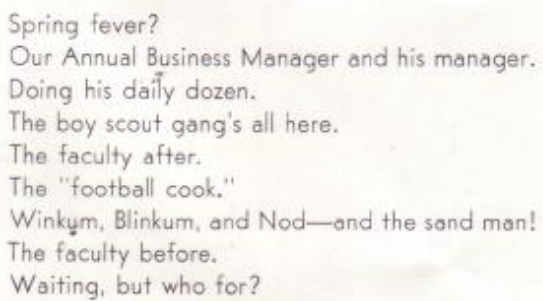 Spring fever?
Our Annual Business Manager and his manager.
Doing his daily dozen.
The boy scout gang's all here.
The faculty after.
The "football cook."
Winkum, Blinkum, and Nod—and the sand man!
The faculty before.
Waiting, but who for?